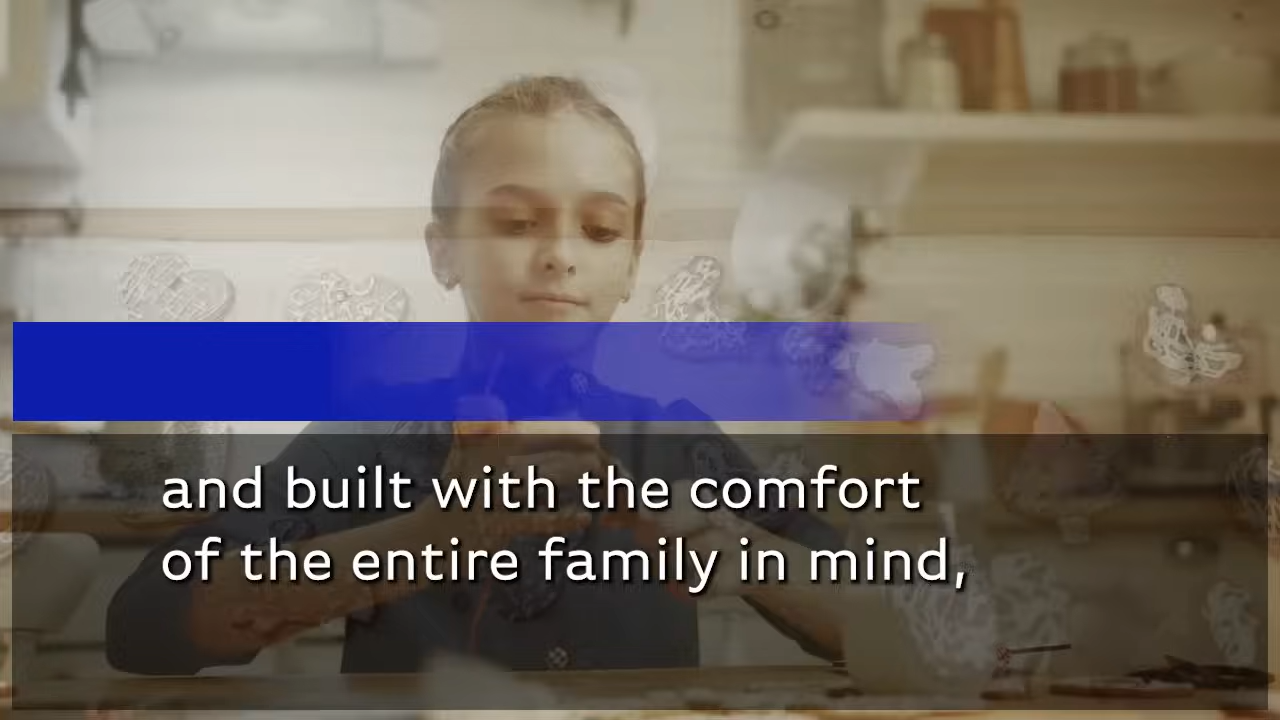 and built with the comfort
of the entire family in mind,